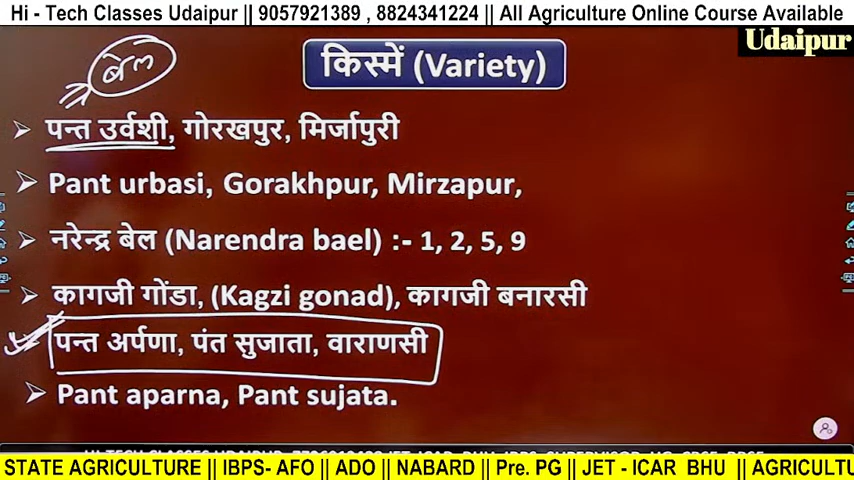 Hi - Tech Classes Udaipur || 9057921389 , 8824341224 || All Agriculture Online Course Available
Udaipur
किस्में (Variety)
बेल
पन्त उर्वशी, गोरखपुर, मिर्जापुरी
Pant urbasi, Gorakhpur, Mirzapur,
नरेन्द्र बेल (Narendra bael) :- 1, 2, 5, 9
कागजी गोंडा, (Kagzi gonad), कागजी बनारसी
पन्त अर्पणा, पंत सुजाता, वाराणसी
Pant aparna, Pant sujata.
STATE AGRICULTURE || IBPS- AFO || ADO || NABARD || Pre. PG || JET - ICAR BHU || AGRICULTU